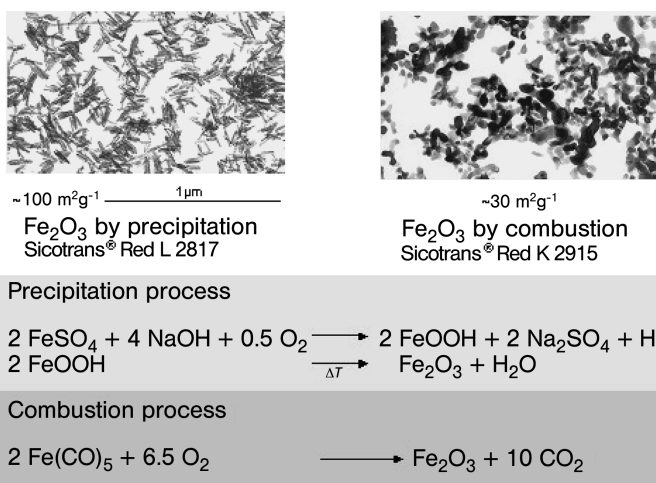 ~100 m²g⁻¹ 1µm
Fe₂O₃ by precipitation
Sicotrans® Red L 2817
~30 m²g⁻¹
Fe₂O₃ by combustion
Sicotrans® Red K 2915
Precipitation process
2 FeSO₄ + 4 NaOH + 0.5 O₂ → 2 FeOOH + 2 Na₂SO₄ + H
2 FeOOH → Fe₂O₃ + H₂O
ΔT
Combustion process
2 Fe(CO)₅ + 6.5 O₂ → Fe₂O₃ + 10 CO₂